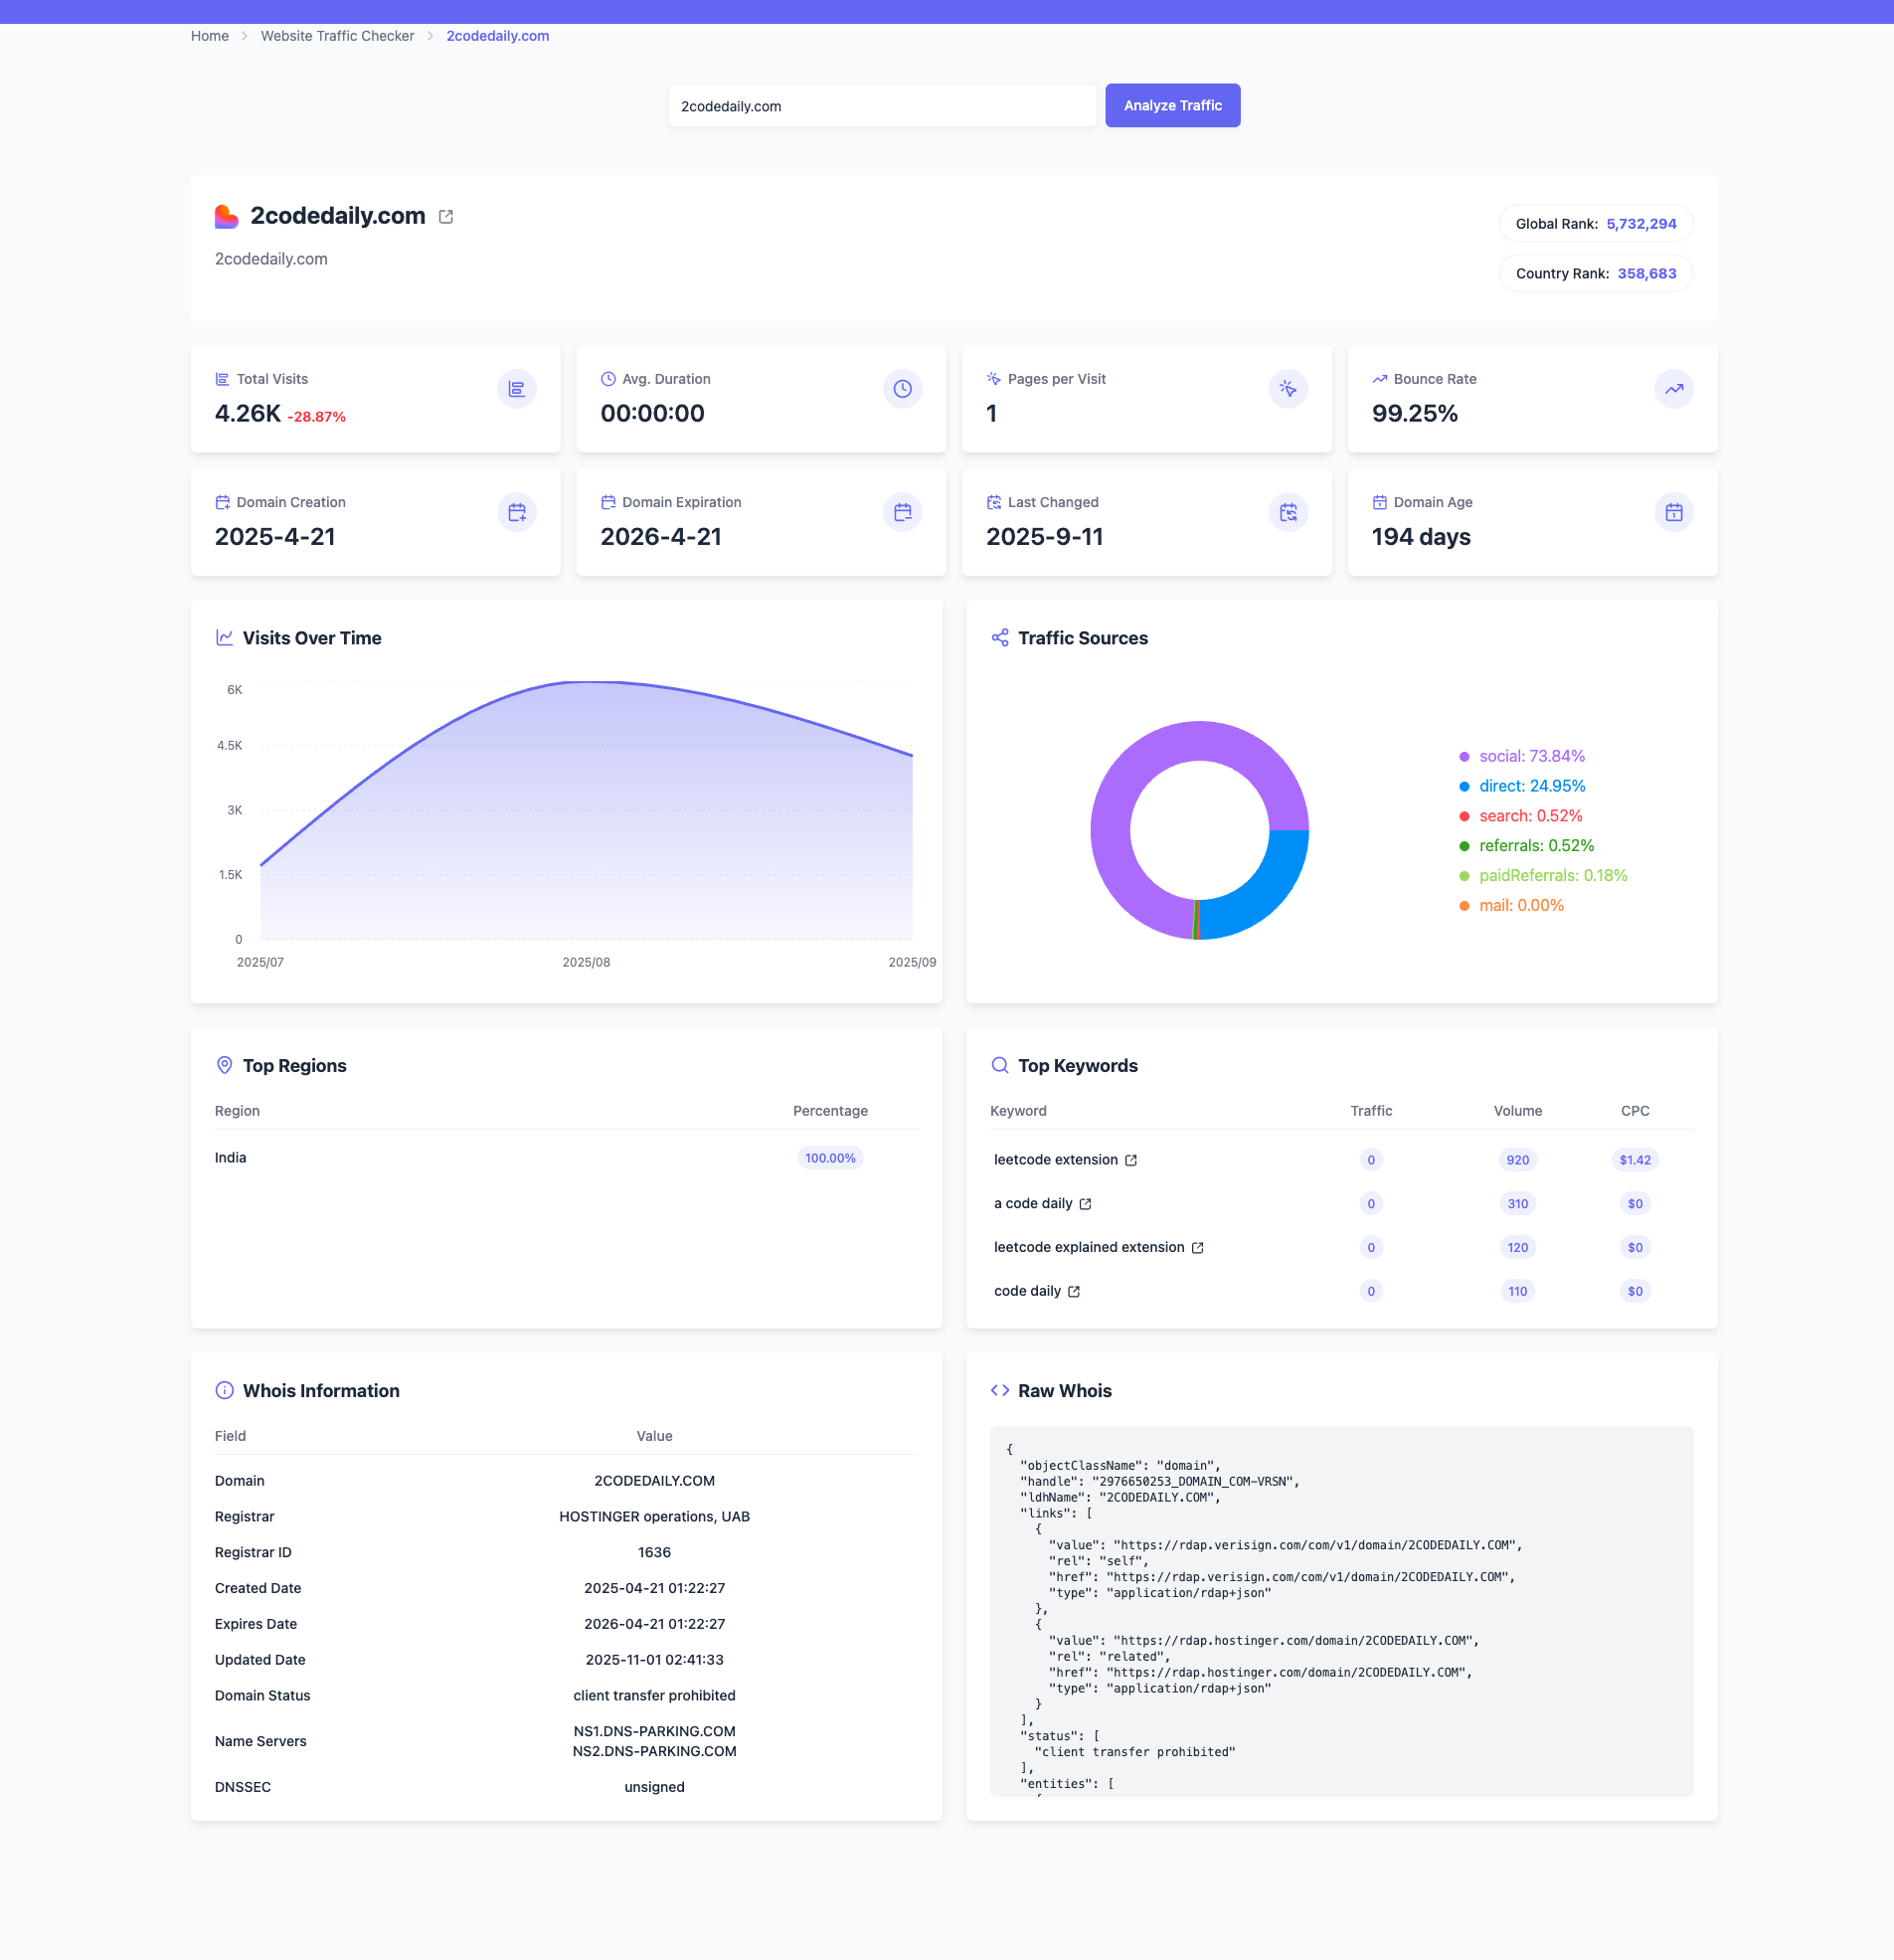 Home > Website Traffic Checker > 2codedaily.com
2codedaily.com
Analyze Traffic
2codedaily.com
2codedaily.com
Global Rank: 5,732,294
Country Rank: 358,683
Total Visits
4.26K -28.87%
Avg. Duration
00:00:00
Pages per Visit
1
Bounce Rate
99.25%
Domain Creation
2025-4-21
Domain Expiration
2026-4-21
Last Changed
2025-9-11
Domain Age
194 days
Visits Over Time
6K
4.5K
3K
1.5K
0
2025/07 2025/08 2025/09
Traffic Sources
social: 73.84%
direct: 24.95%
search: 0.52%
referrals: 0.52%
paidReferrals: 0.18%
mail: 0.00%
Top Regions
Region Percentage
India 100.00%
Top Keywords
Keyword Traffic Volume CPC
leetcode extension 0 920 $1.42
a code daily 0 310 $0
leetcode explained extension 0 120 $0
code daily 0 110 $0
Whois Information
Field Value
Domain 2CODEDAILY.COM
Registrar HOSTINGER operations, UAB
Registrar ID 1636
Created Date 2025-04-21 01:22:27
Expires Date 2026-04-21 01:22:27
Updated Date 2025-11-01 02:41:33
Domain Status client transfer prohibited
Name Servers NS1.DNS-PARKING.COM
NS2.DNS-PARKING.COM
DNSSEC unsigned
Raw Whois
{
"objectClassName": "domain",
"handle": "2976650253_DOMAIN_COM-VRSN",
"ldhName": "2CODEDAILY.COM",
"links": [
{
"value": "https://rdap.verisign.com/com/v1/domain/2CODEDAILY.COM",
"rel": "self",
"href": "https://rdap.verisign.com/com/v1/domain/2CODEDAILY.COM",
"type": "application/rdap+json"
},
{
"value": "https://rdap.hostinger.com/domain/2CODEDAILY.COM",
"rel": "related",
"href": "https://rdap.hostinger.com/domain/2CODEDAILY.COM",
"type": "application/rdap+json"
}
],
"status": [
"client transfer prohibited"
],
"entities": [
{